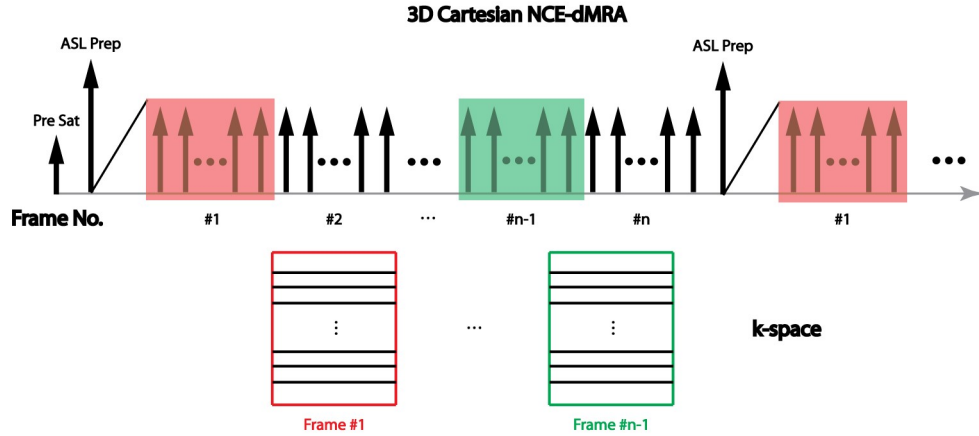 3D Cartesian NCE-dMRA
ASL Prep
ASL Prep
Pre Sat
Frame No.
#1
#2
...
#n-1
#n
#1
k-space
Frame #1
Frame #n-1